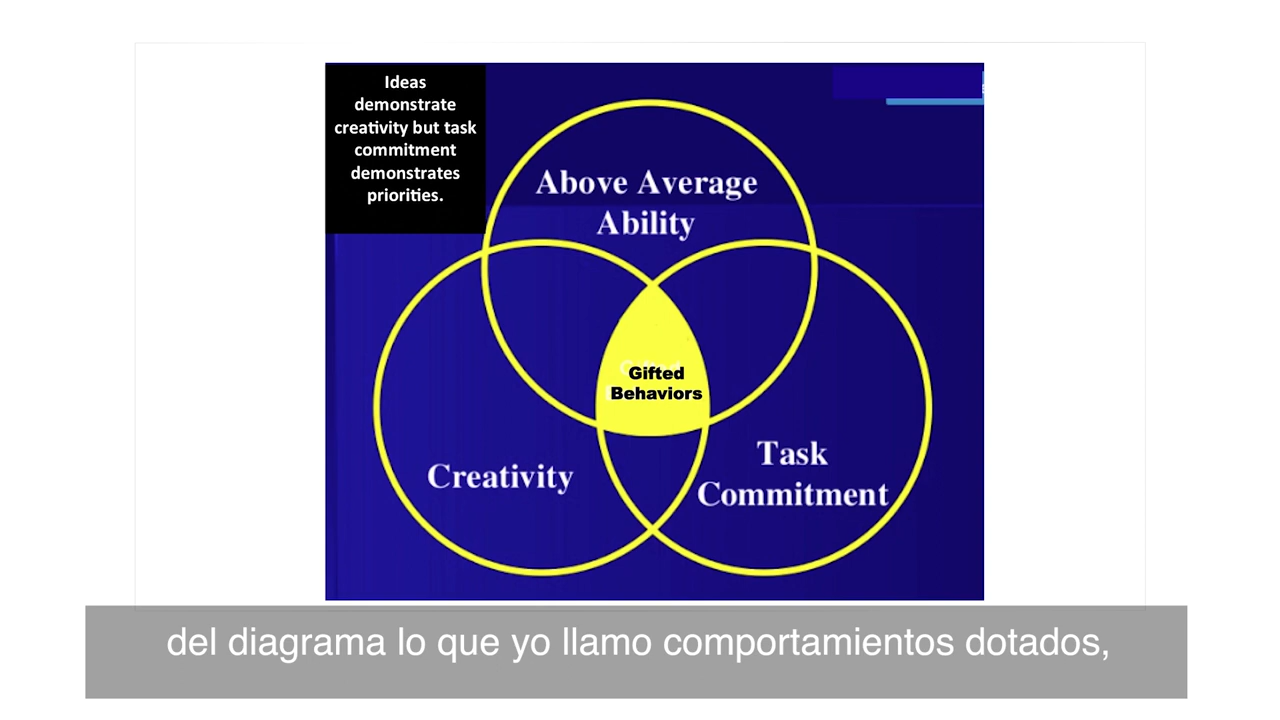 Ideas
demonstrate
creativity but task
commitment
demonstrates
priorities.
Above Average
Ability
Gifted
Behaviors
Creativity
Task
Commitment
del diagrama lo que yo llamo comportamientos dotados,